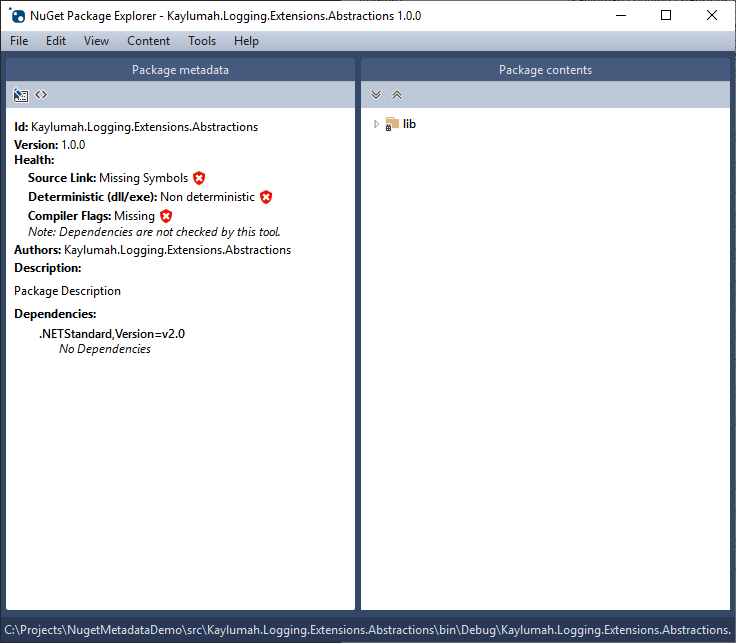 NuGet Package Explorer - Kaylumah.Logging.Extensions.Abstractions 1.0.0
File Edit View Content Tools Help
Package metadata
Id: Kaylumah.Logging.Extensions.Abstractions
Version: 1.0.0
Health:
Source Link: Missing Symbols
Deterministic (dll/exe): Non deterministic
Compiler Flags: Missing
Note: Dependencies are not checked by this tool.
Authors: Kaylumah.Logging.Extensions.Abstractions
Description:
Package Description
Dependencies:
.NETStandard,Version=v2.0
No Dependencies
Package contents
lib
C:\Projects\NugetMetadataDemo\src\Kaylumah.Logging.Extensions.Abstractions\bin\Debug\Kaylumah.Logging.Extensions.Abstractions.